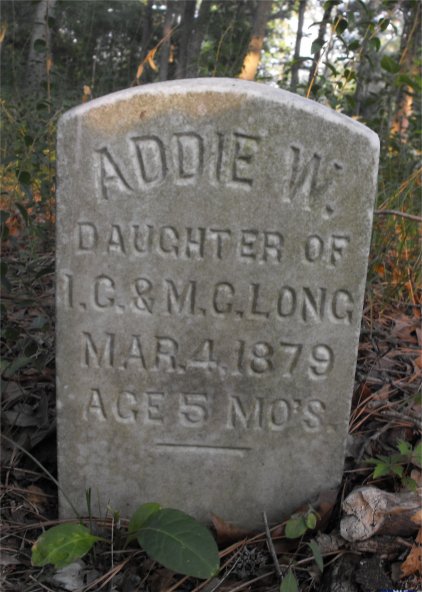 ADDIE W.
DAUGHTER OF
I.C.&M.C.LONG
MAR.4,1879
AGE 5 MO'S.